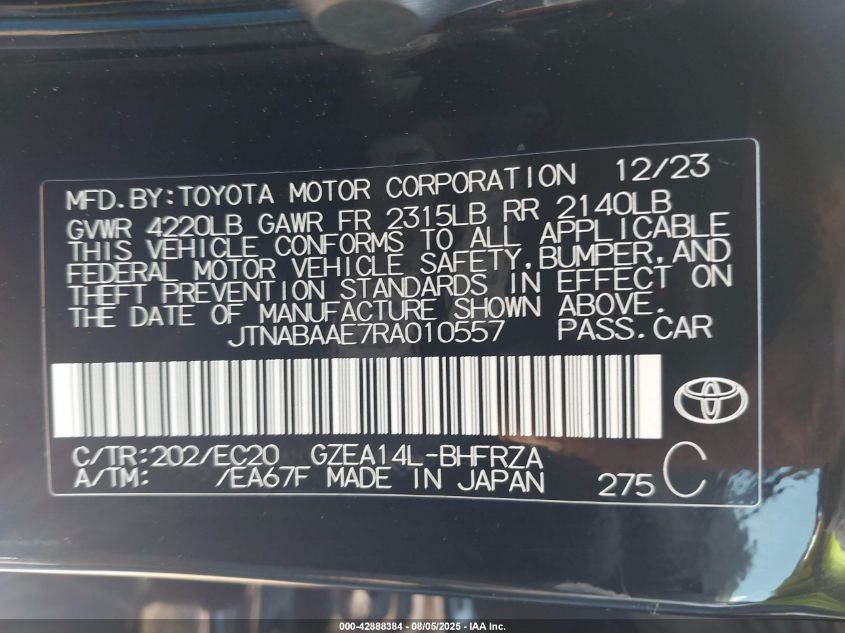 MFD.BY:TOYOTA MOTOR CORPORATION 12/23
GVWR 4220LB GAWR FR 2315LB RR 2140LB
THIS VEHICLE CONFORMS TO ALL APPLICABLE
FEDERAL MOTOR VEHICLE SAFETY,BUMPER,AND
THEFT PREVENTION STANDARDS IN EFFECT ON
THE DATE OF MANUFACTURE SHOWN ABOVE.
JTNABAAE7RA010557 PASS.CAR
C/TR:202/EC20 GZEA14L-BHFRZA
A/TM: /EA67F MADE IN JAPAN 275 C
000-42888384 - 08/05/2025 - IAA Inc.